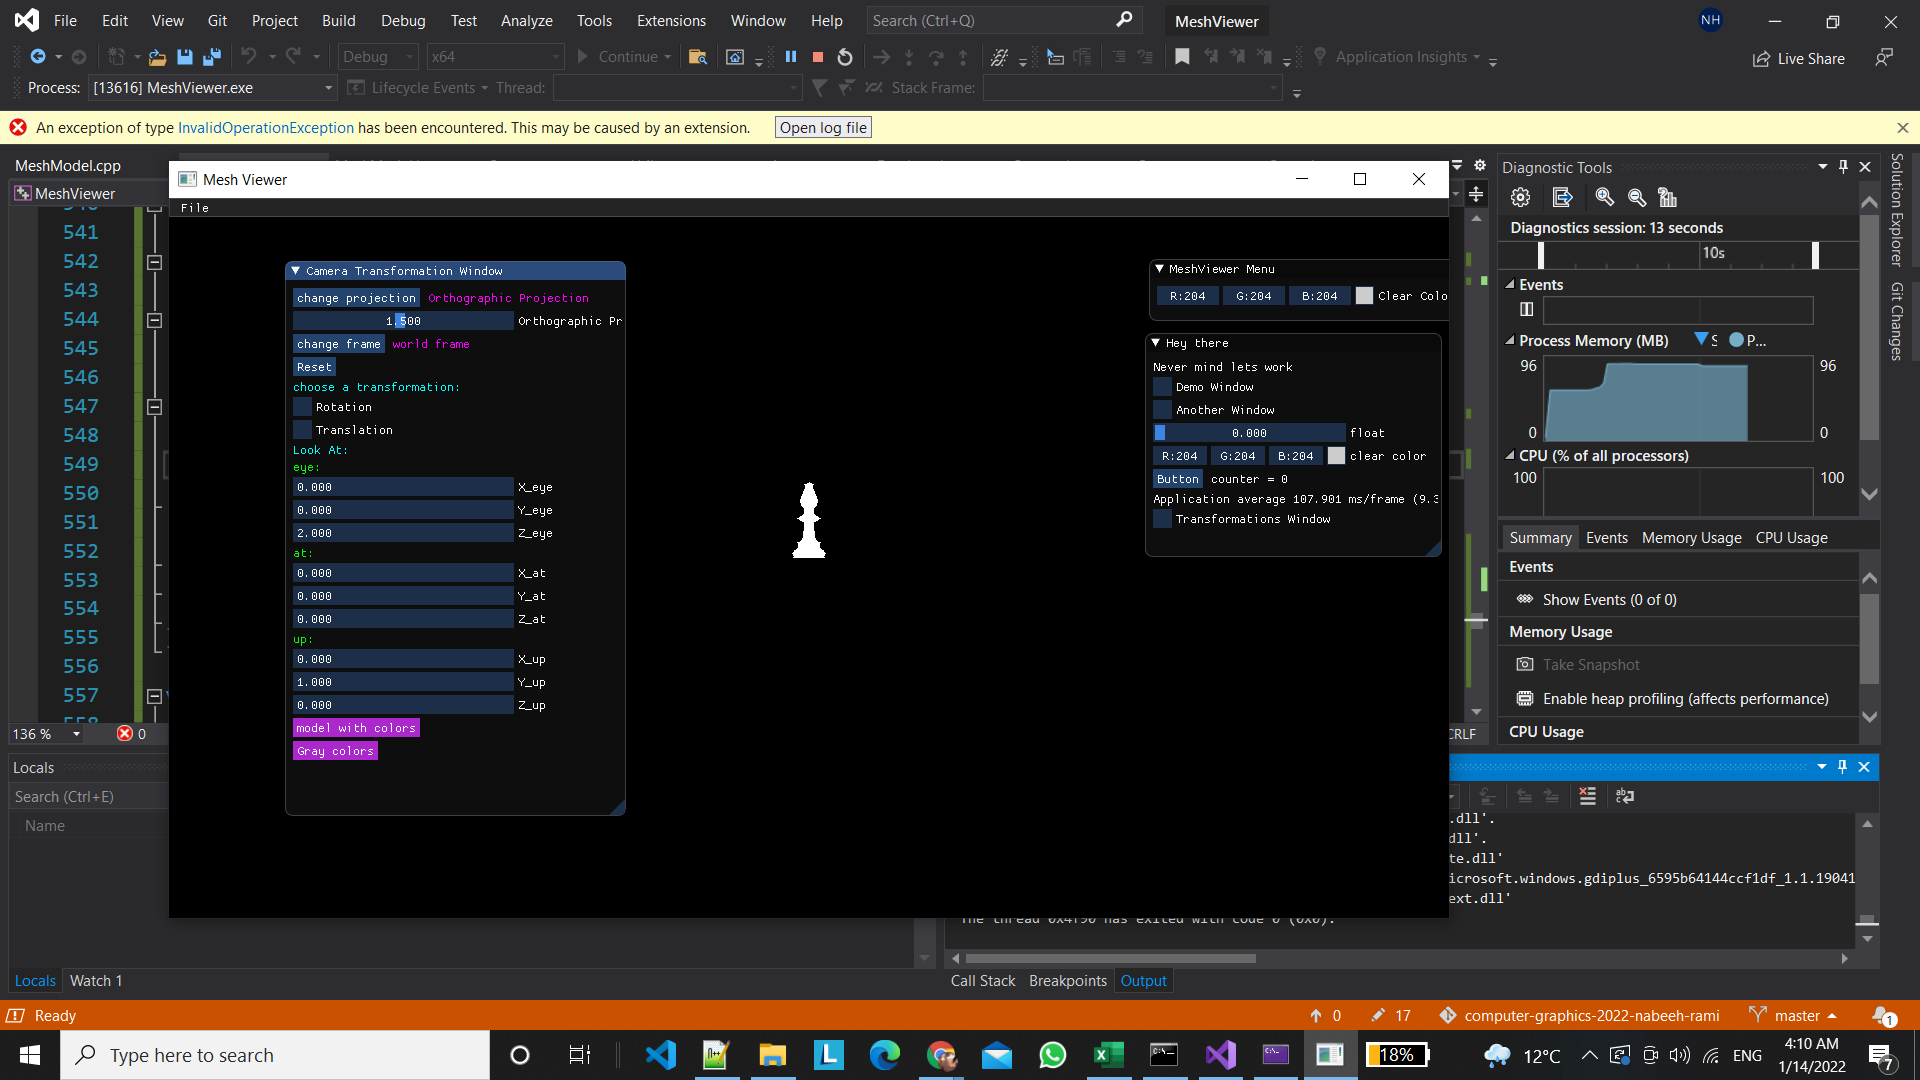 File Edit View Git Project Build Debug Test Analyze Tools Extensions Window Help Search (Ctrl+Q) MeshViewer NH
Debug x64 Continue Application Insights Live Share
Process: [13616] MeshViewer.exe Lifecycle Events Thread: Stack Frame:
An exception of type InvalidOperationException has been encountered. This may be caused by an extension. Open log file
MeshModel.cpp
MeshViewer
541
542
543
544
545
546
547
548
549
550
551
552
553
554
555
556
557
136 % 0
CRLF
Mesh Viewer
File
Camera Transformation Window
change projection Orthographic Projection
1.500 Orthographic Pr
change frame world frame
Reset
choose a transformation:
Rotation
Translation
Look At:
eye:
0.000 X_eye
0.000 Y_eye
2.000 Z_eye
at:
0.000 X_at
0.000 Y_at
0.000 Z_at
up:
0.000 X_up
1.000 Y_up
0.000 Z_up
model with colors
Gray colors
MeshViewer Menu
R:204 G:204 B:204 Clear Colo
Hey there
Never mind lets work
Demo Window
Another Window
0.000 float
R:204 G:204 B:204 clear color
Button counter = 0
Application average 107.901 ms/frame (9.3
Transformations Window
Diagnostic Tools
Diagnostics session: 13 seconds
10s
Events
Process Memory (MB) S P...
96 96
0 0
CPU (% of all processors)
100 100
Summary Events Memory Usage CPU Usage
Events
Show Events (0 of 0)
Memory Usage
Take Snapshot
Enable heap profiling (affects performance)
CPU Usage
Solution Explorer
Git Changes
Locals
Search (Ctrl+E)
Name
Locals Watch 1
.dll'.
dll'.
te.dll'
icrosoft.windows.gdiplus_6595b64144ccf1df_1.1.19041
ext.dll'
The thread 0x4f90 has exited with code 0 (0x0).
Call Stack Breakpoints Output
Ready 0 17 computer-graphics-2022-nabeeh-rami master 1
Type here to search 18% 12°C ENG 4:10 AM
1/14/2022 7